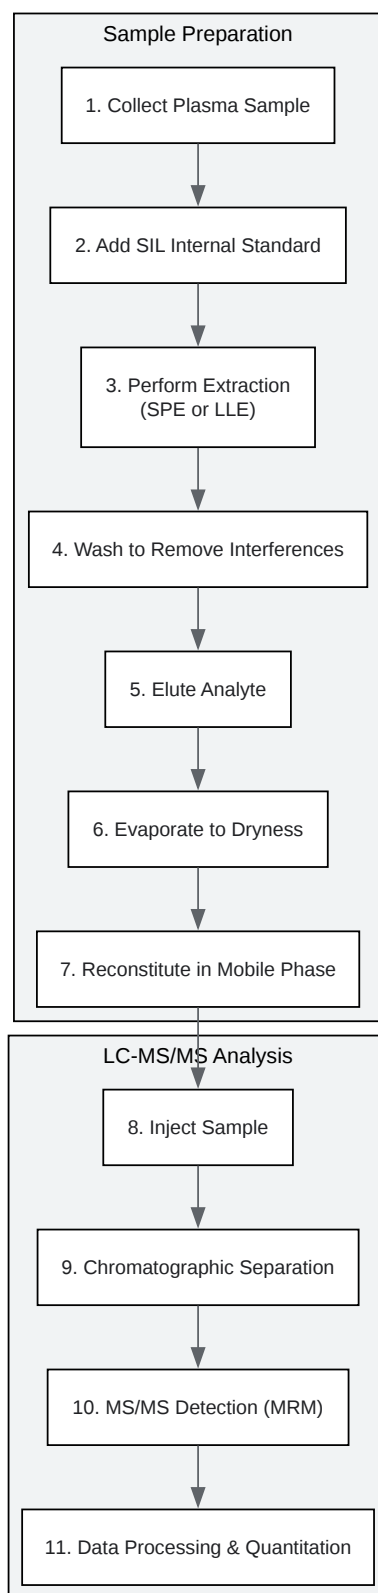 Sample Preparation
1. Collect Plasma Sample
2. Add SIL Internal Standard
3. Perform Extraction
(SPE or LLE)
4. Wash to Remove Interferences
5. Elute Analyte
6. Evaporate to Dryness
7. Reconstitute in Mobile Phase
LC-MS/MS Analysis
8. Inject Sample
9. Chromatographic Separation
10. MS/MS Detection (MRM)
11. Data Processing & Quantitation